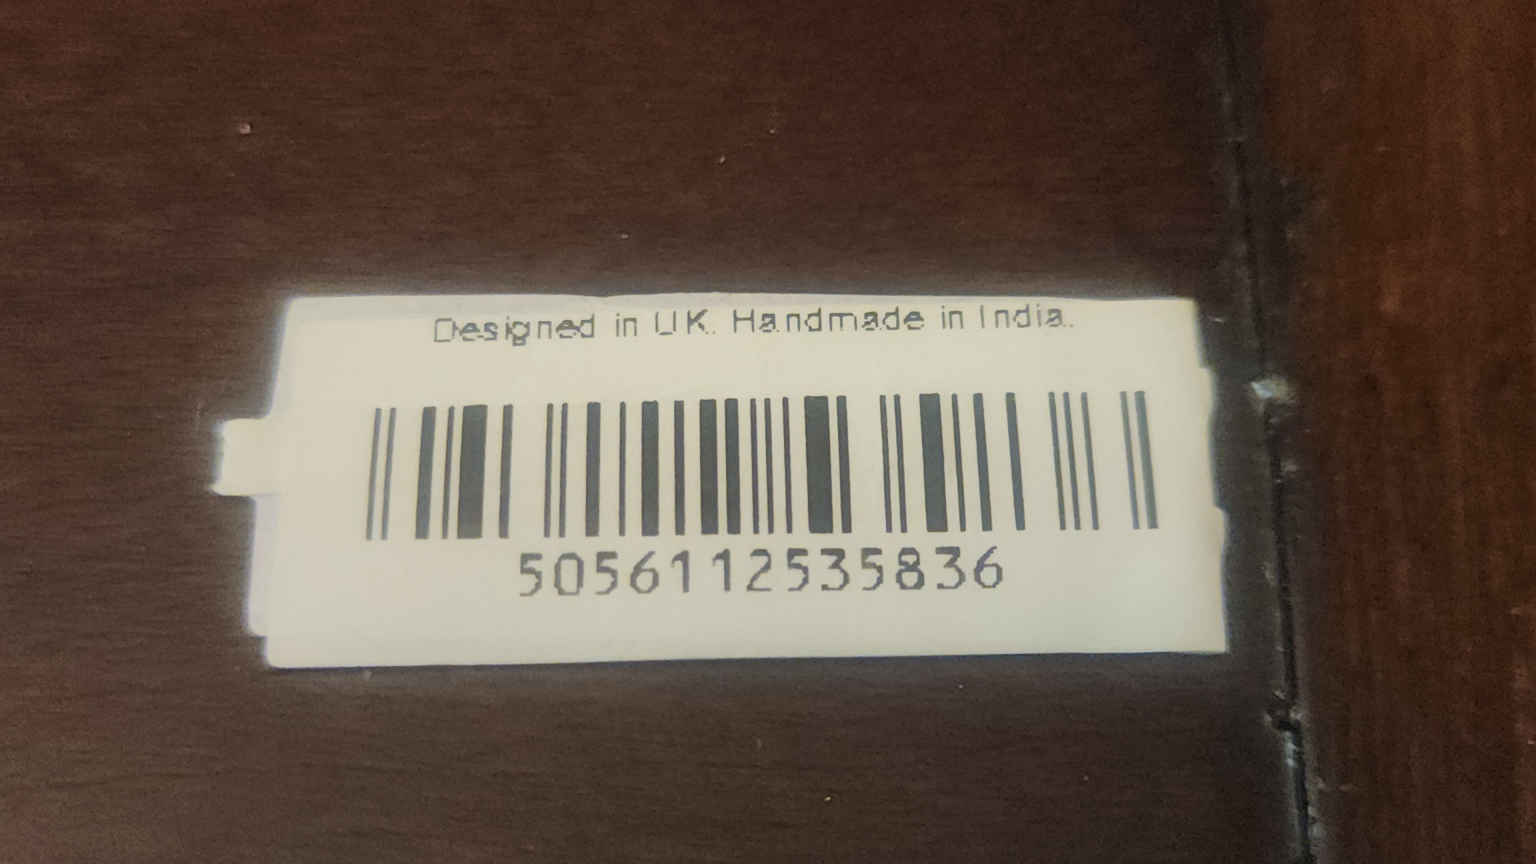 Designed in UK. Handmade in India.
5056112535836